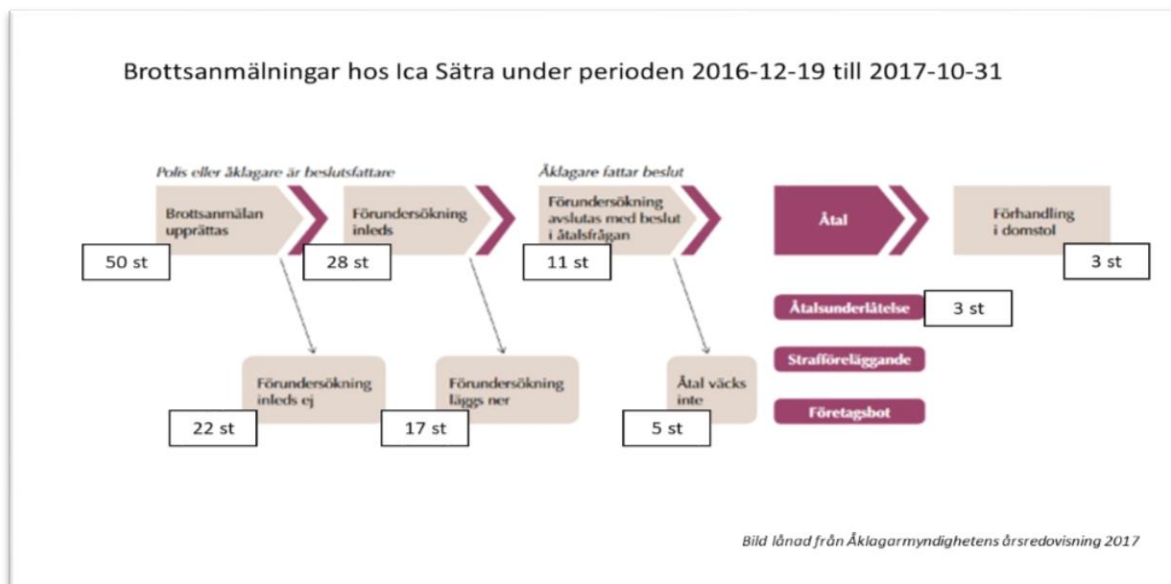 Brottsanmälningar hos Ica Sätra under perioden 2016-12-19 till 2017-10-31
Polis eller åklagare är beslutsfattare
Åklagare fattar beslut
Brottsanmälan
upprättas
50 st
Förundersökning
inleds
28 st
Förundersökning
avslutas med beslut
i åtalsfrågan
11 st
Åtal
Förhandling
i domstol
3 st
Åtalsunderlåtelse
3 st
Strafföreläggande
Företagsbot
Förundersökning
inleds ej
22 st
Förundersökning
läggs ner
17 st
Åtal väcks
inte
5 st
Bild lånad från Åklagarmyndighetens årsredovisning 2017